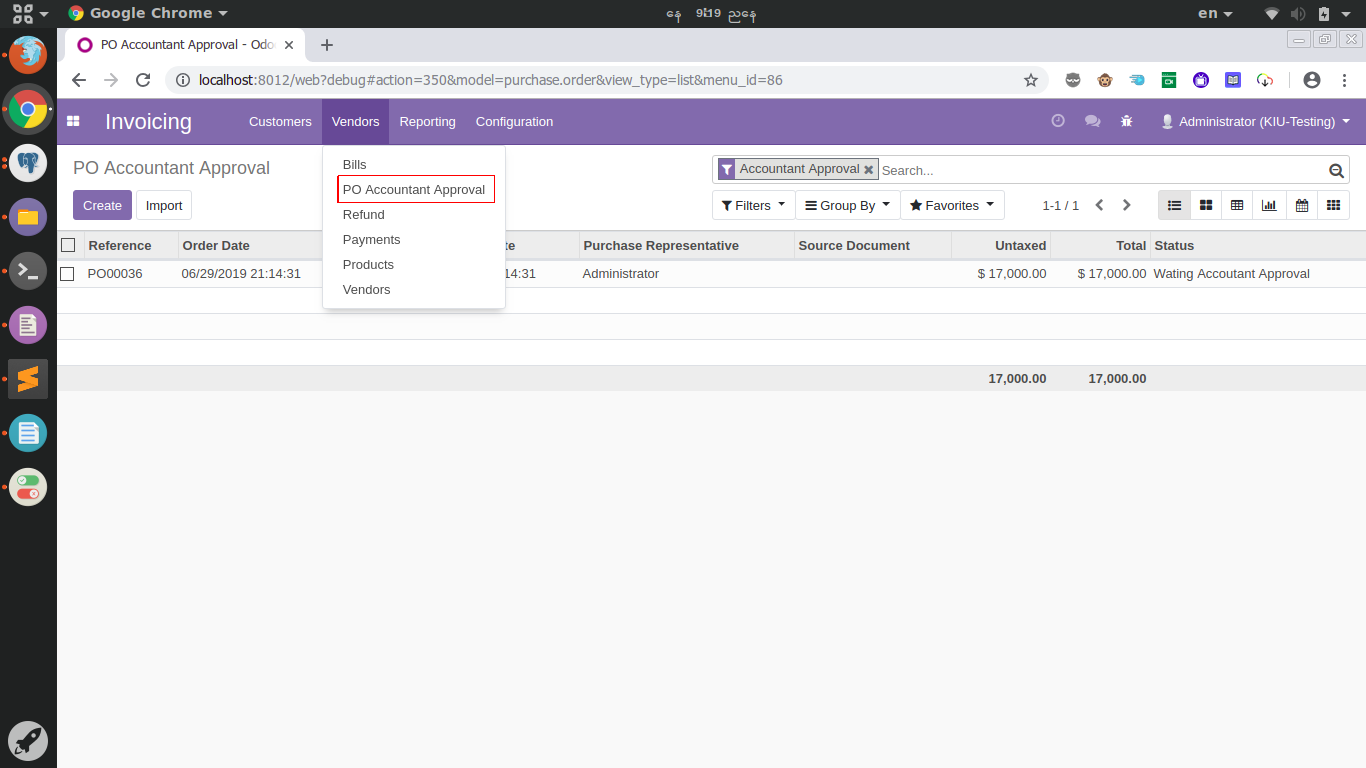 Google Chrome
နေ ၁၉:၁၉ ညနေ
en
PO Accountant Approval - Odo
localhost:8012/web?debug#action=350&model=purchase.order&view_type=list&menu_id=86
Invoicing
Customers
Vendors
Reporting
Configuration
Administrator (KIU-Testing)
PO Accountant Approval
Accountant Approval
Search...
Create
Import
Filters
Group By
Favorites
1-1 / 1
Bills
PO Accountant Approval
Refund
Payments
Products
Vendors
Reference
Order Date
te
Purchase Representative
Source Document
Untaxed
Total
Status
PO00036
06/29/2019 21:14:31
14:31
Administrator
$ 17,000.00
$ 17,000.00
Wating Accoutant Approval
17,000.00
17,000.00